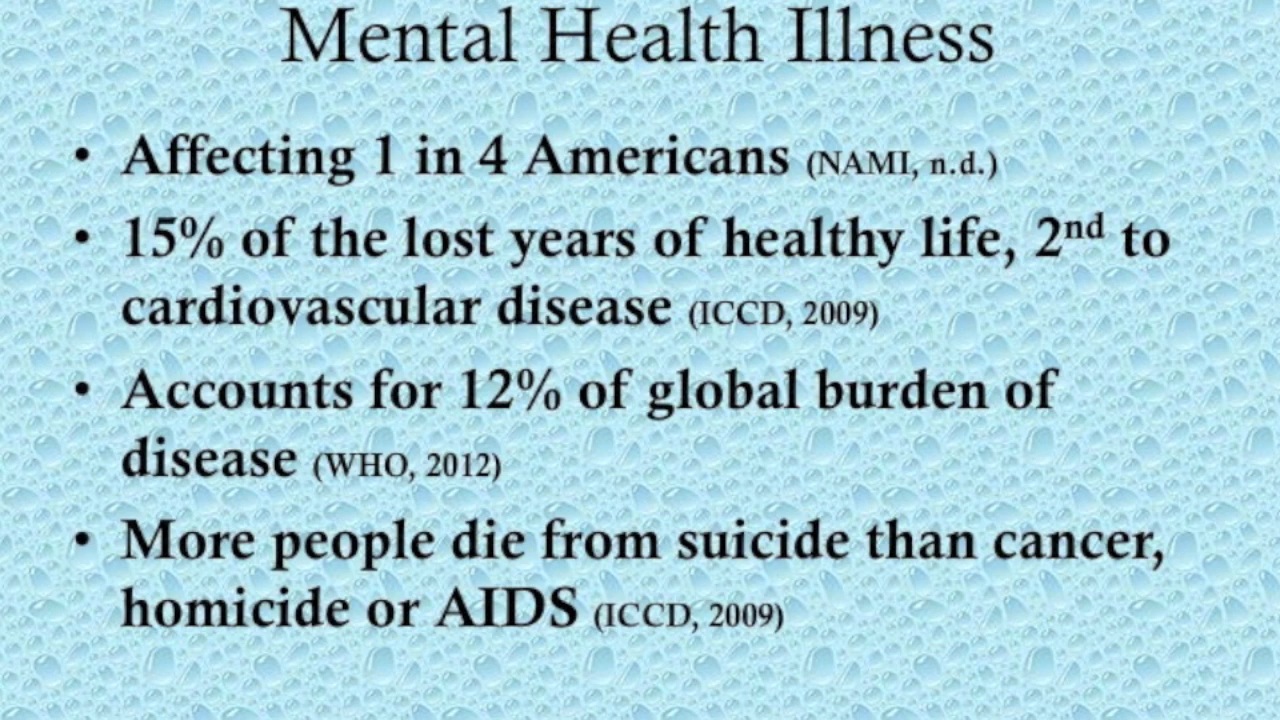 Mental Health Illness
• Affecting 1 in 4 Americans (NAMI, n.d.)
• 15% of the lost years of healthy life, 2nd to
cardiovascular disease (ICCD, 2009)
• Accounts for 12% of global burden of
disease (WHO, 2012)
• More people die from suicide than cancer,
homicide or AIDS (ICCD, 2009)